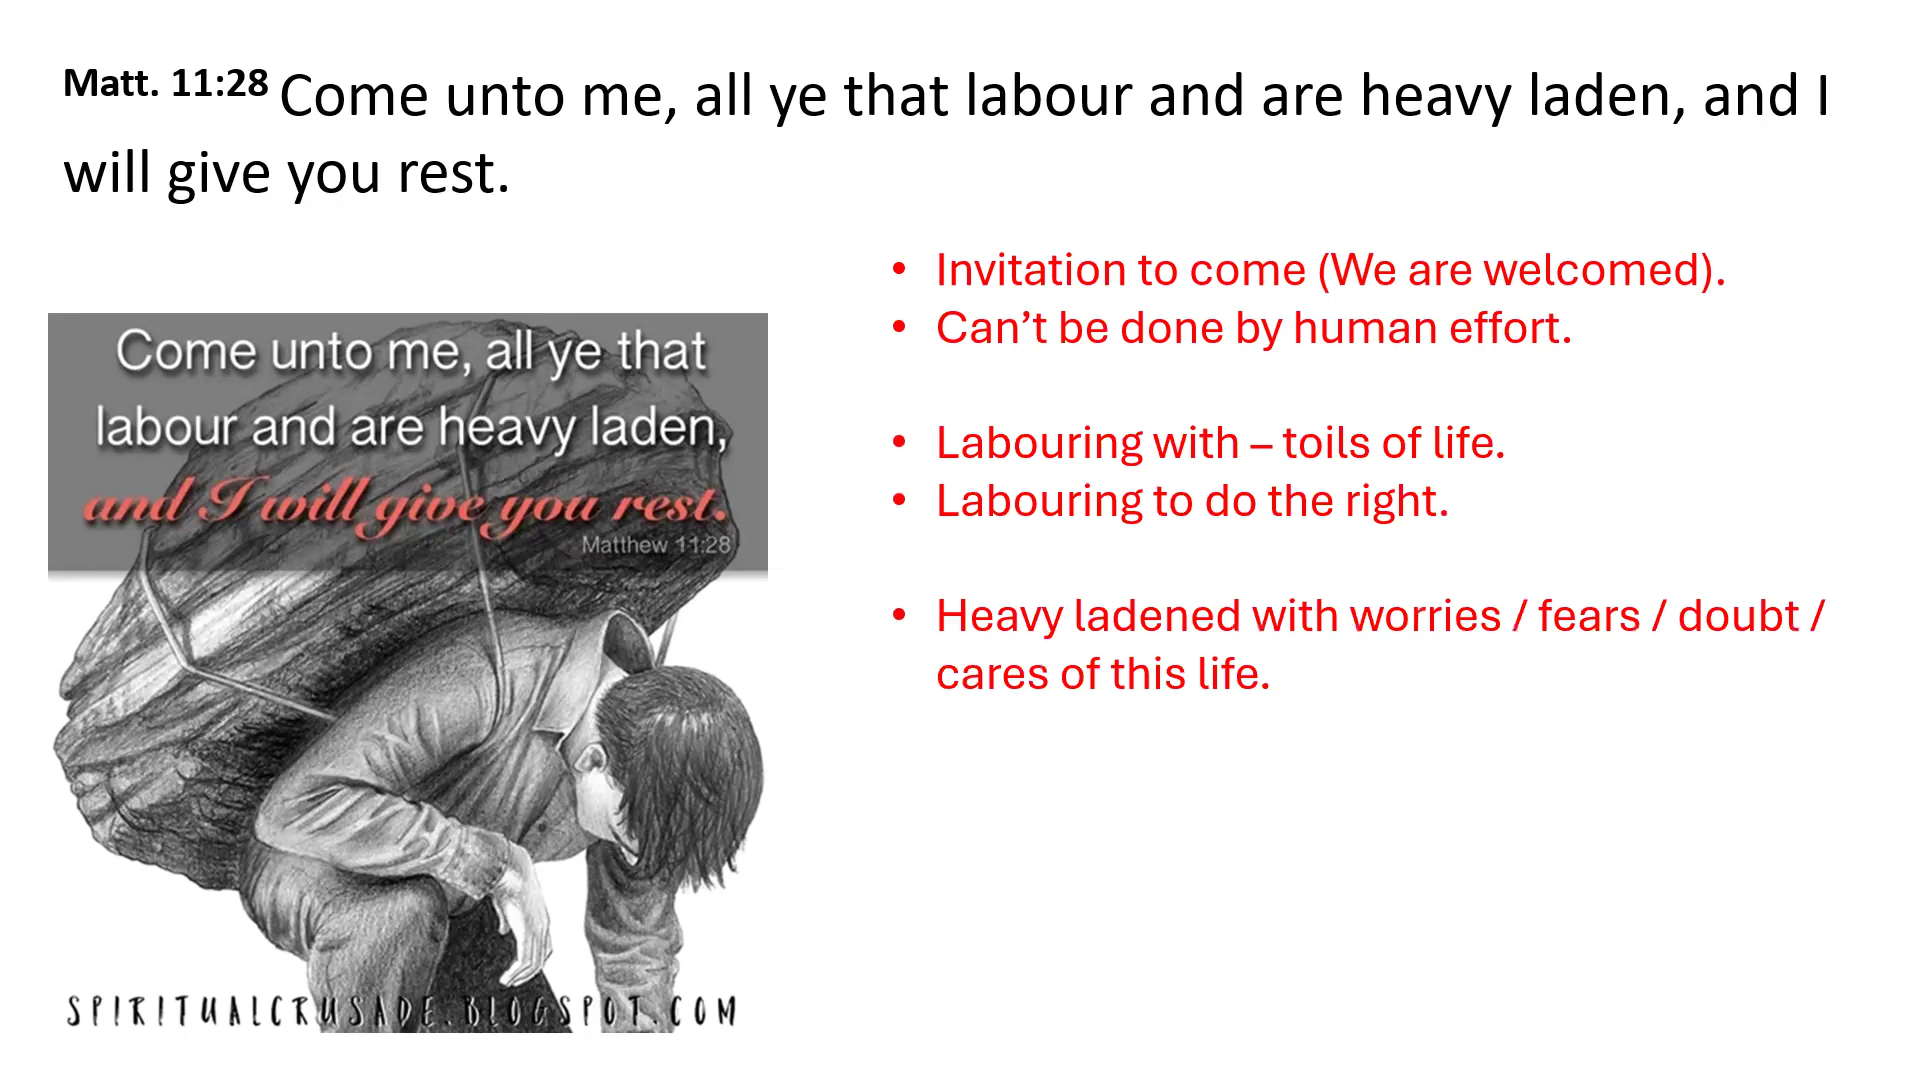 Matt. 11:28 Come unto me, all ye that labour and are heavy laden, and I
will give you rest.
Come unto me, all ye that
labour and are heavy laden,
and I will give you rest.
Matthew 11:28
SPIRITUALCRUSADE.BLOGSPOT.COM
• Invitation to come (We are welcomed).
• Can’t be done by human effort.
• Labouring with – toils of life.
• Labouring to do the right.
• Heavy ladened with worries / fears / doubt /
cares of this life.